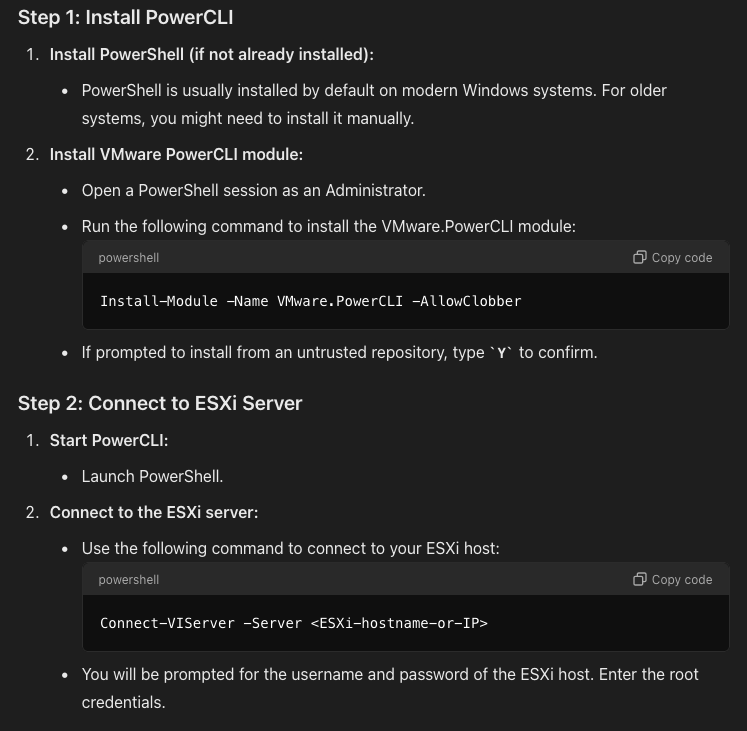 Step 1: Install PowerCLI
1. Install PowerShell (if not already installed):
• PowerShell is usually installed by default on modern Windows systems. For older
systems, you might need to install it manually.
2. Install VMware PowerCLI module:
• Open a PowerShell session as an Administrator.
• Run the following command to install the VMware.PowerCLI module:
powershell Copy code
Install-Module -Name VMware.PowerCLI -AllowClobber
• If prompted to install from an untrusted repository, type `Y` to confirm.
Step 2: Connect to ESXi Server
1. Start PowerCLI:
• Launch PowerShell.
2. Connect to the ESXi server:
• Use the following command to connect to your ESXi host:
powershell Copy code
Connect-VIServer -Server <ESXi-hostname-or-IP>
• You will be prompted for the username and password of the ESXi host. Enter the root
credentials.